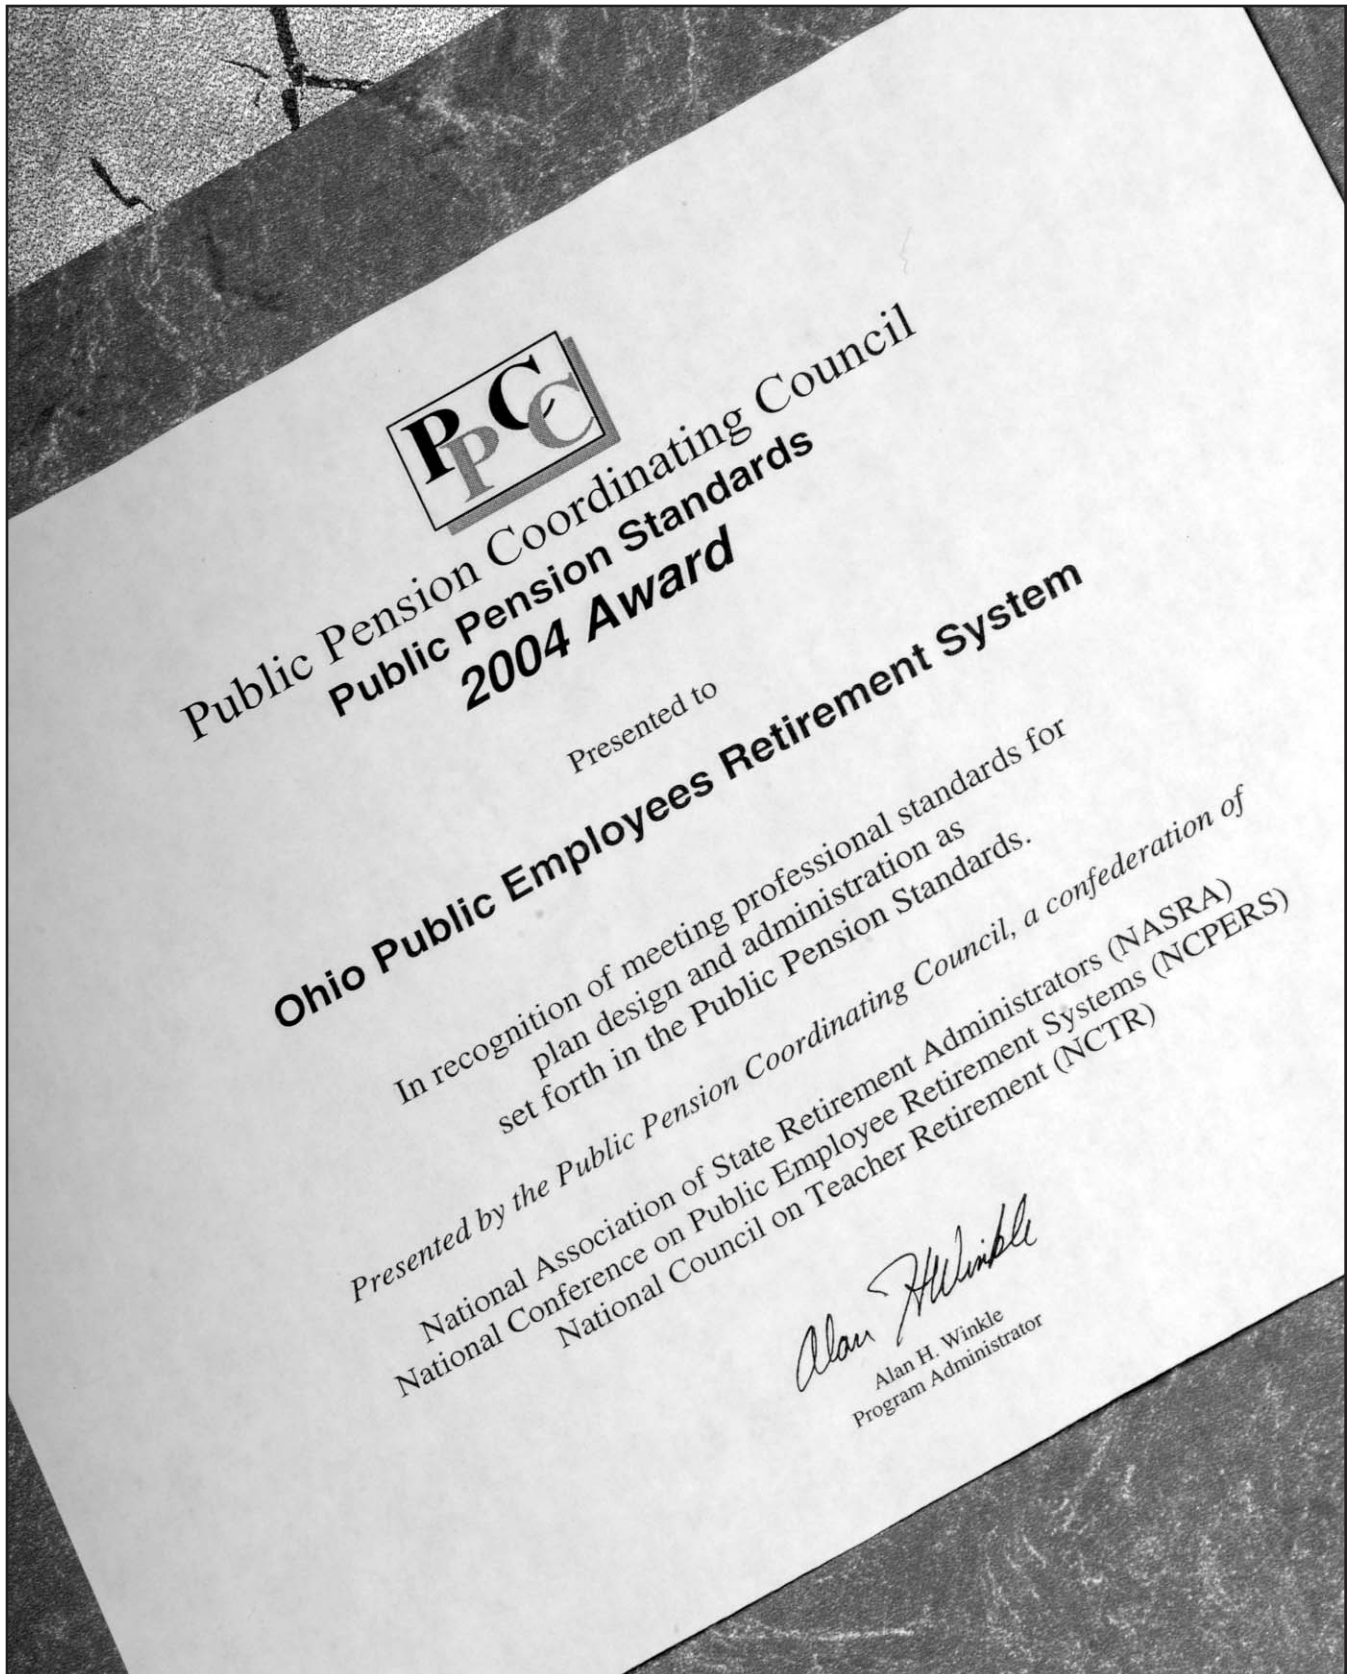 PPCC
Public Pension Coordinating Council
Public Pension Standards
2004 Award
Presented to
Ohio Public Employees Retirement System
In recognition of meeting professional standards for
plan design and administration as
set forth in the Public Pension Standards.
Presented by the Public Pension Coordinating Council, a confederation of
National Association of State Retirement Administrators (NASRA)
National Conference on Public Employee Retirement Systems (NCPERS)
National Council on Teacher Retirement (NCTR)
Alan H Winkle
Alan H. Winkle
Program Administrator